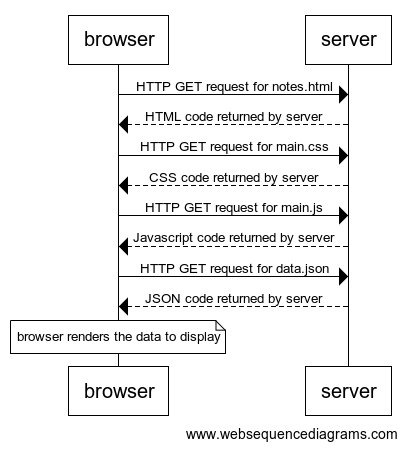 browser server
HTTP GET request for notes.html
HTML code returned by server
HTTP GET request for main.css
CSS code returned by server
HTTP GET request for main.js
Javascript code returned by server
HTTP GET request for data.json
JSON code returned by server
browser renders the data to display
browser server
www.websequencediagrams.com